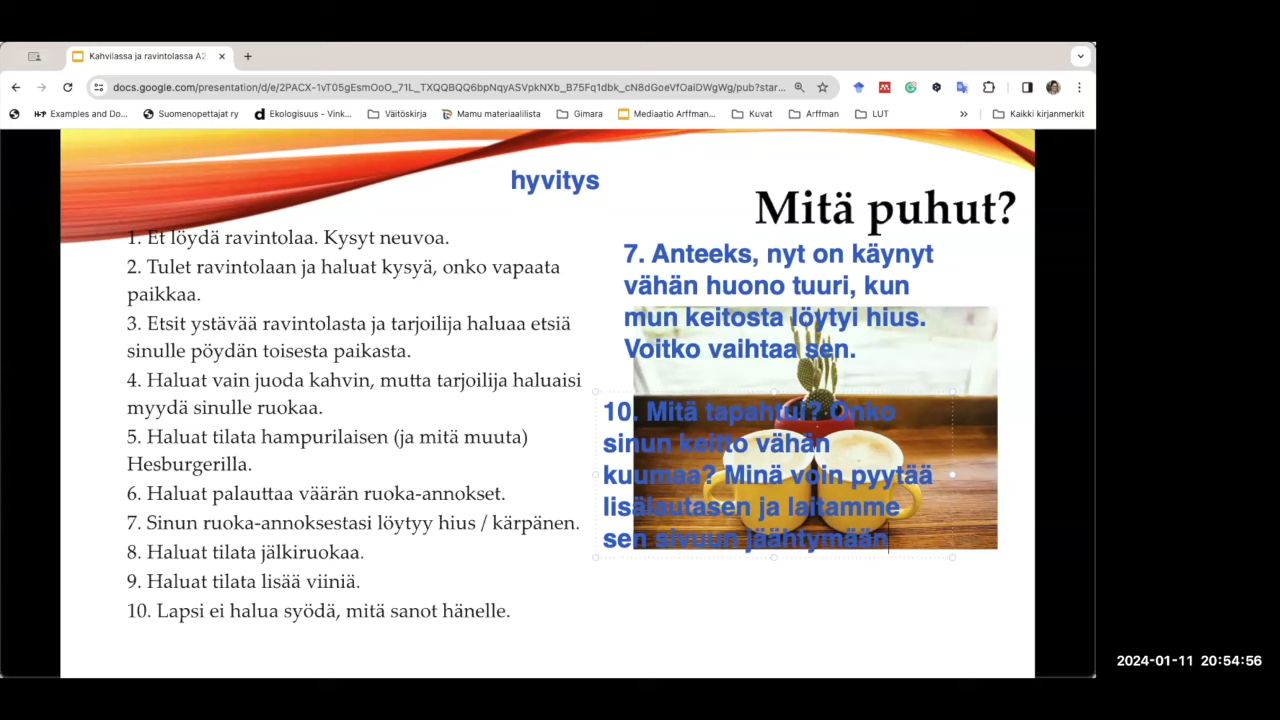 Kahvilassa ja ravintolassa A2
docs.google.com/presentation/d/e/2PACX-1vT05gEsmOoO_71L_TXQQBQQ6bpNqyASVpkNXb_B75Fq1dbk_cN8dGoeVfOaiDWgWg/pub?star...
Examples and Do... Suomenopettajat ry Ekologisuus - Vink... Väitöskirja Mamu materiaalilista Gimara Mediaatio Arffman... Kuvat Arffman LUT Kaikki kirjanmerkit
hyvitys
Mitä puhut?
1. Et löydä ravintolaa. Kysyt neuvoa.
2. Tulet ravintolaan ja haluat kysyä, onko vapaata
paikkaa.
3. Etsit ystävää ravintolasta ja tarjoilija haluaa etsiä
sinulle pöydän toisesta paikasta.
4. Haluat vain juoda kahvin, mutta tarjoilija haluaisi
myydä sinulle ruokaa.
5. Haluat tilata hampurilaisen (ja mitä muuta)
Hesburgerilla.
6. Haluat palauttaa väärän ruoka-annokset.
7. Sinun ruoka-annoksestasi löytyy hius / kärpänen.
8. Haluat tilata jälkiruokaa.
9. Haluat tilata lisää viiniä.
10. Lapsi ei halua syödä, mitä sanot hänelle.
7. Anteeks, nyt on käynyt
vähän huono tuuri, kun
mun keitosta löytyi hius.
Voitko vaihtaa sen.
10. Mitä tapahtui? Onko
sinun keitto vähän
kuumaa? Minä voin pyytää
lisälautasen ja laitamme
sen sivuun jäähtymään
2024-01-11 20:54:56